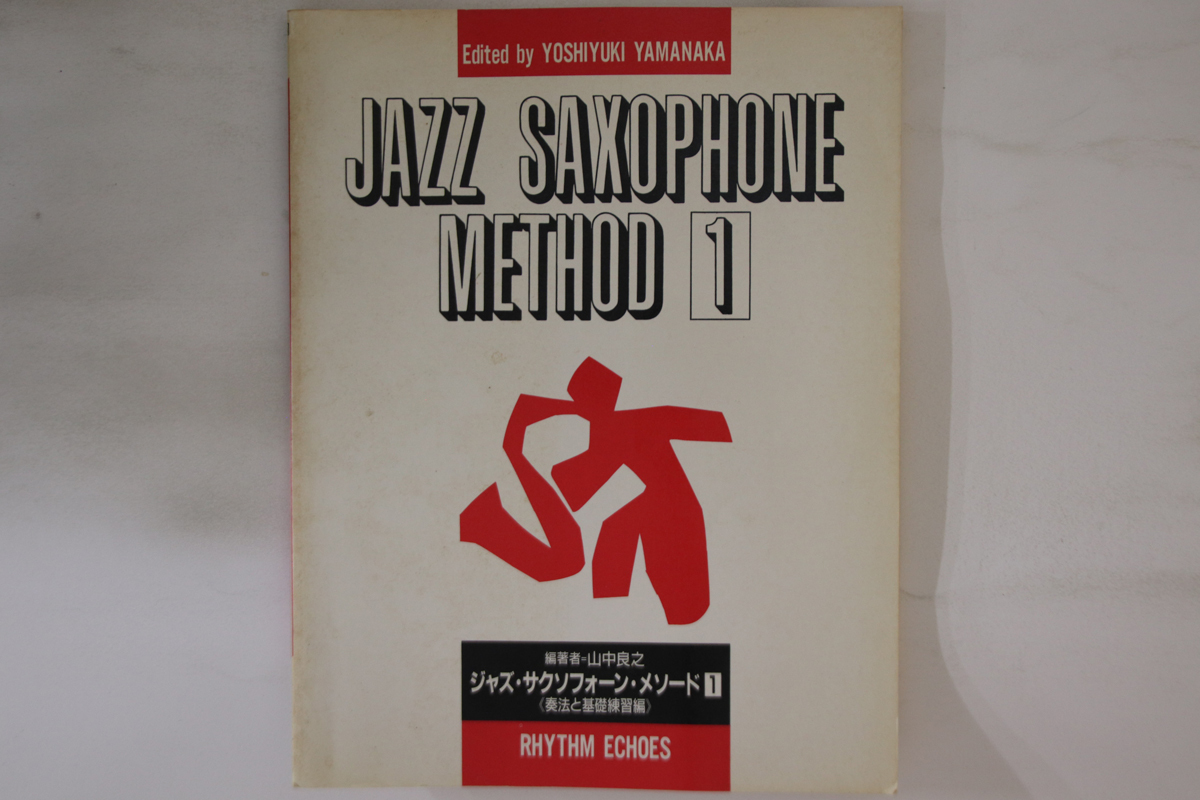 Edited by YOSHIYUKI YAMANAKA
JAZZ SAXOPHONE
METHOD 1
編著者=山中良之
ジャズ・サクソフォーン・メソード1
《奏法と基礎練習編》
RHYTHM ECHOES